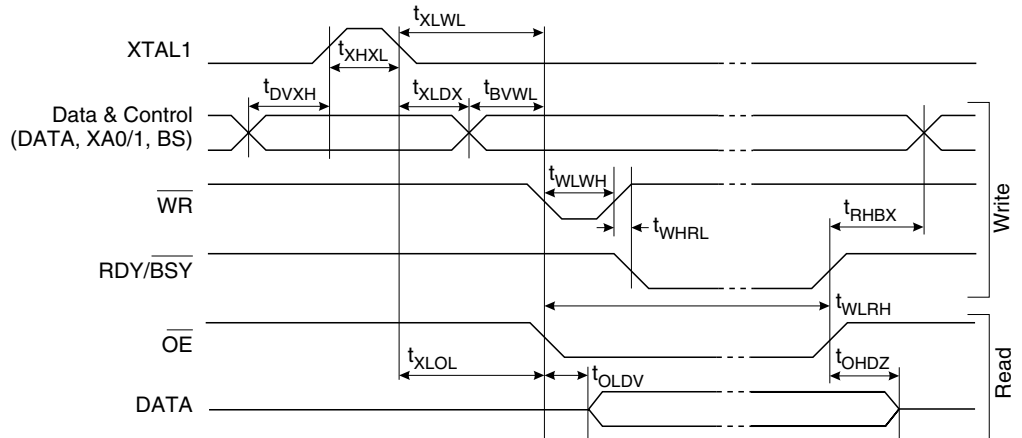 XTAL1
tXLWL
tXHXL
Data & Control
(DATA, XA0/1, BS)
tDVXH
tXLDX
tBVWL
WR
tWLWH
tWHRL
tRHBX
Write
RDY/BSY
tWLRH
OE
tXLOL
tOLDV
tOHDZ
Read
DATA